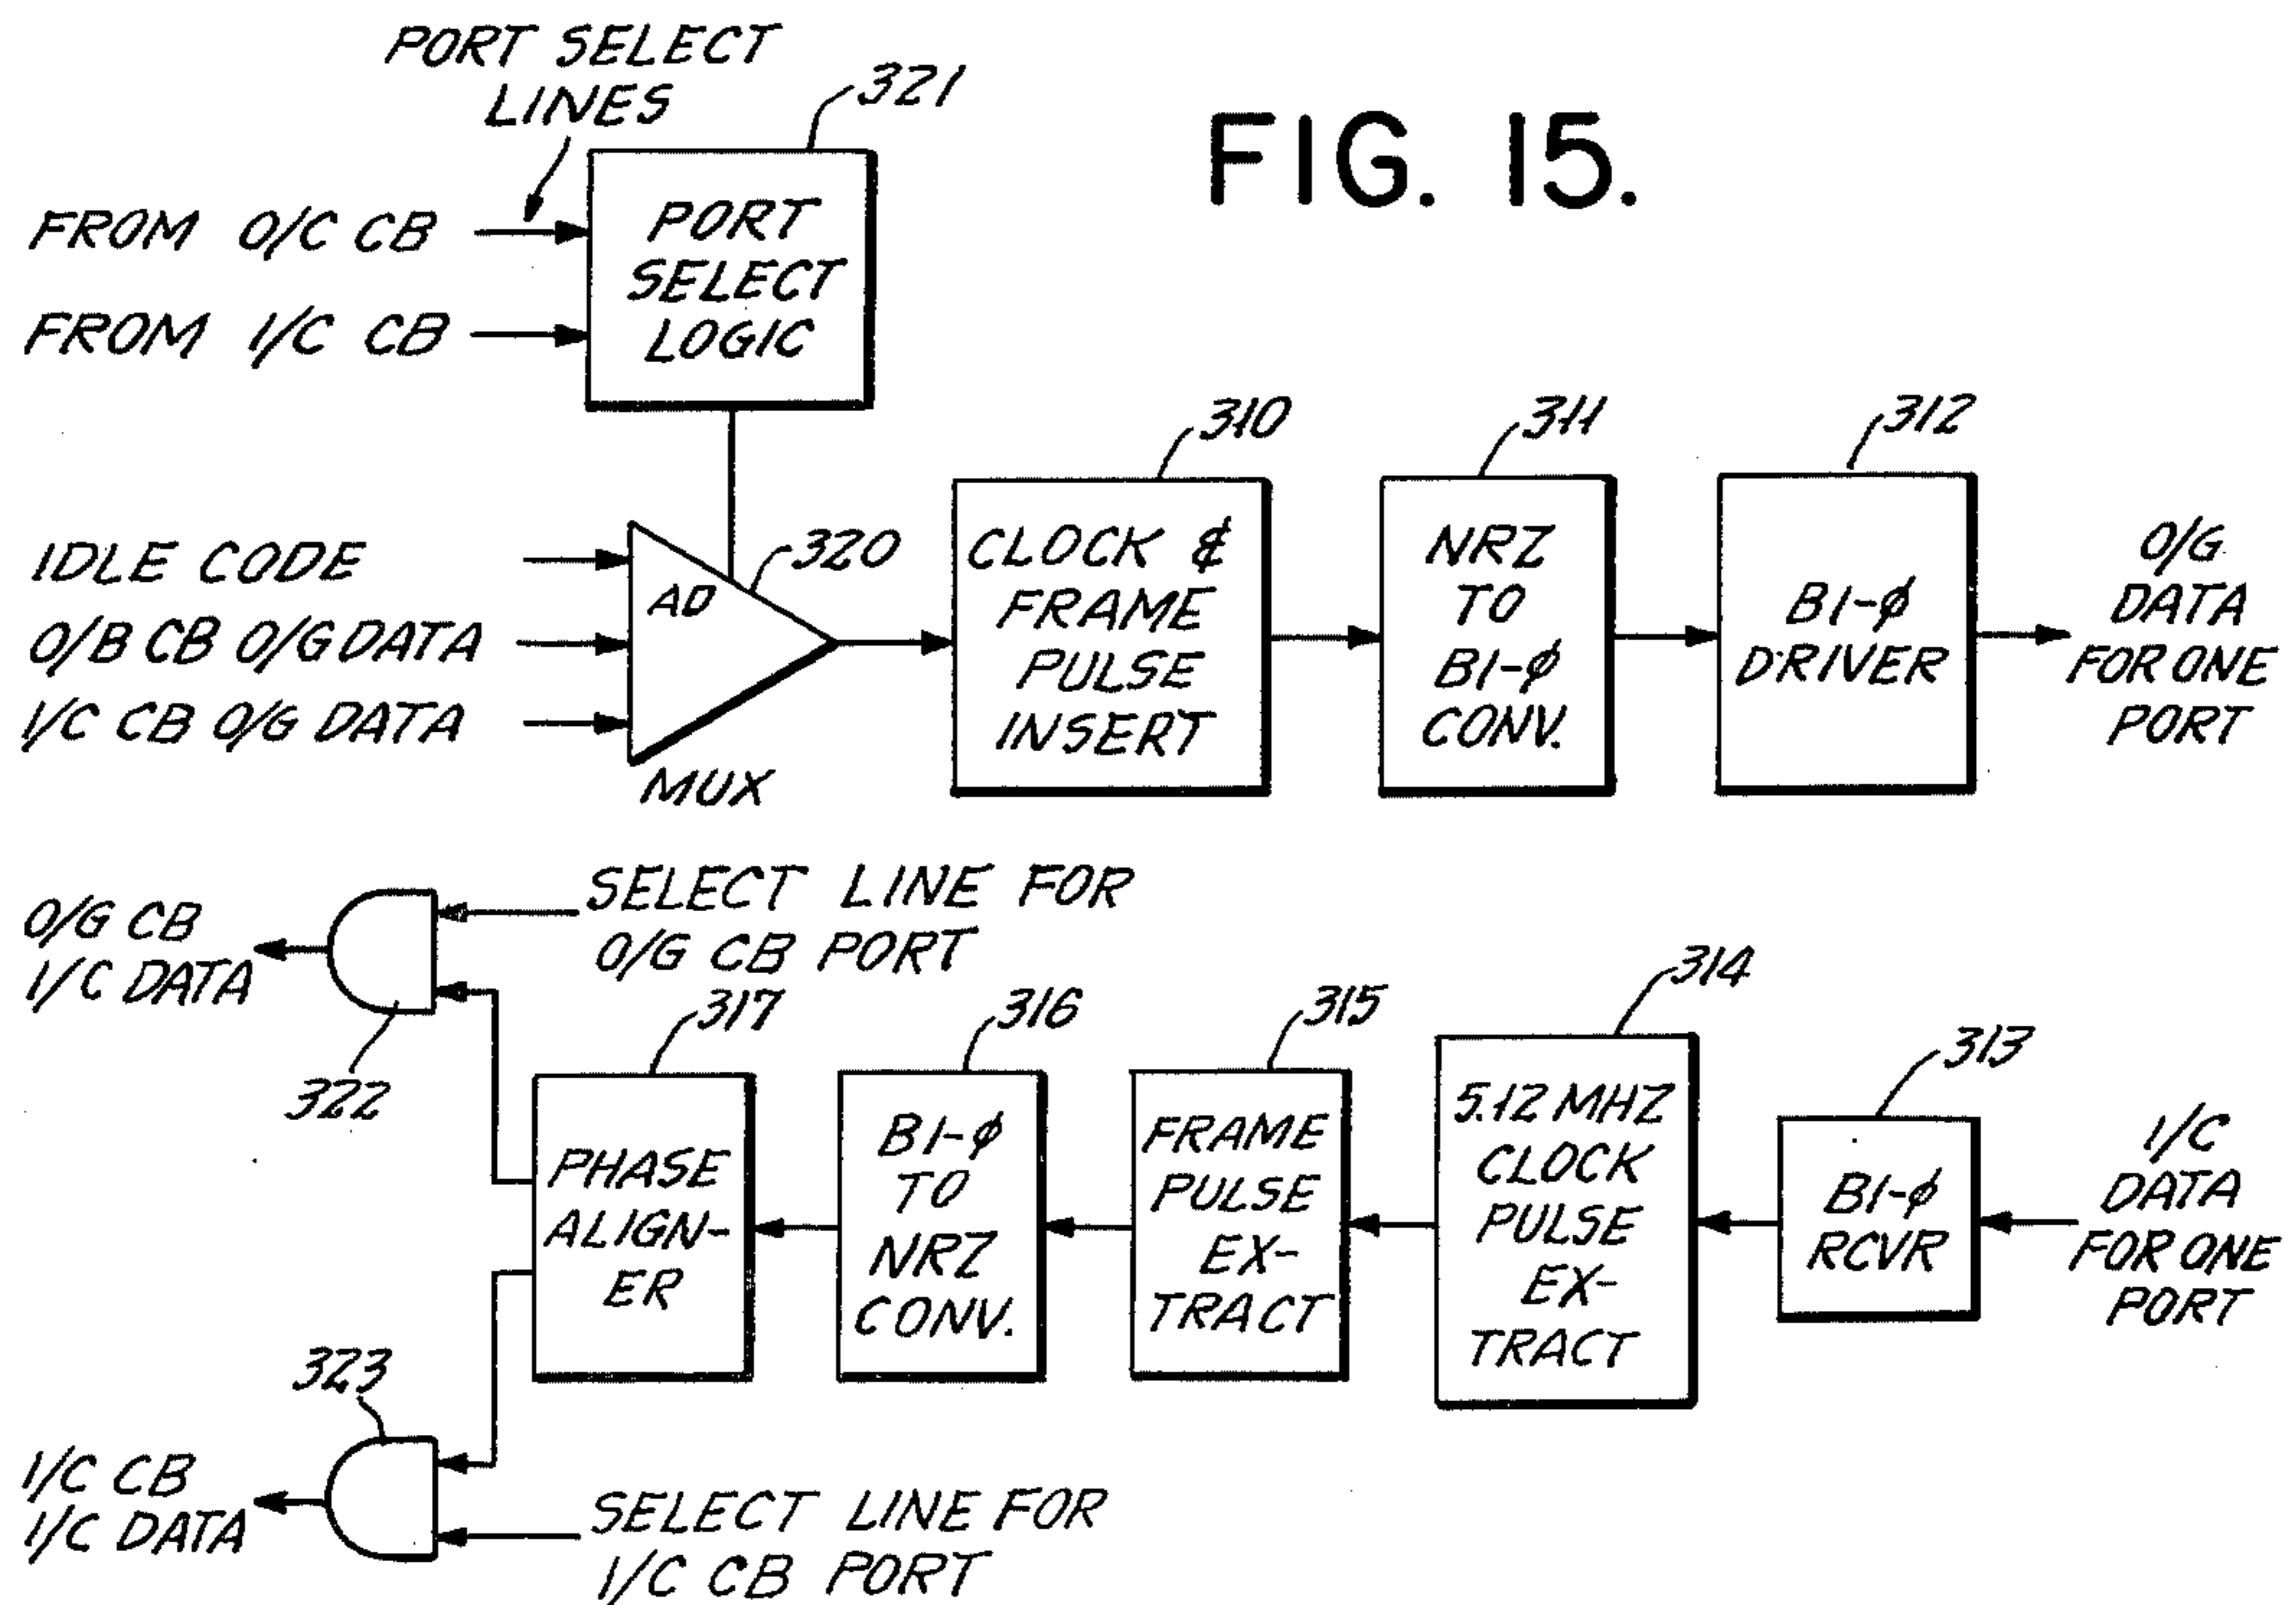 PORT SELECT
LINES
321
FIG. 15.
FROM O/C CB
FROM I/C CB
PORT
SELECT
LOGIC
IDLE CODE
O/B CB O/G DATA
I/C CB O/G DATA
AD
320
MUX
310
CLOCK &
FRAME
PULSE
INSERT
311
NRZ
TO
BI-ϕ
CONV.
312
BI-ϕ
DRIVER
O/G
DATA
FOR ONE
PORT
O/G CB
I/C DATA
322
SELECT LINE FOR
O/G CB PORT
317
PHASE
ALIGN-
ER
316
BI-ϕ
TO
NRZ
CONV.
315
FRAME
PULSE
EX-
TRACT
314
5.12 MHZ
CLOCK
PULSE
EX-
TRACT
313
BI-ϕ
RCVR
I/C
DATA
FOR ONE
PORT
323
I/C CB
I/C DATA
SELECT LINE FOR
I/C CB PORT